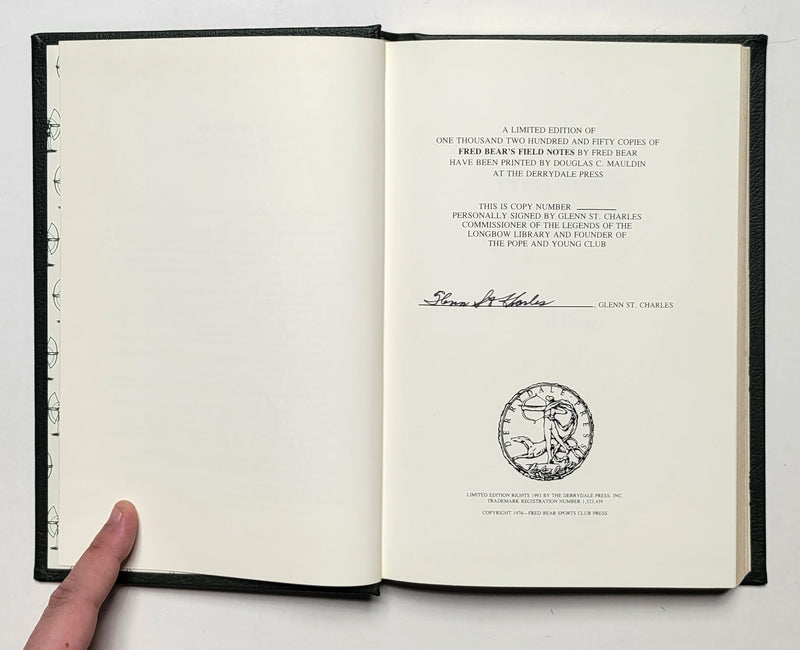 A LIMITED EDITION OF
ONE THOUSAND TWO HUNDRED AND FIFTY COPIES OF
FRED BEAR'S FIELD NOTES BY FRED BEAR
HAVE BEEN PRINTED BY DOUGLAS C. MAULDIN
AT THE DERRYDALE PRESS
THIS IS COPY NUMBER
PERSONALLY SIGNED BY GLENN ST. CHARLES
COMMISSIONER OF THE LEGENDS OF THE
LONGBOW LIBRARY AND FOUNDER OF
THE POPE AND YOUNG CLUB
Glenn St Charles , GLENN ST. CHARLES
DERRYDALE PRESS
LIMITED EDITION RIGHTS 1993 BY THE DERRYDALE PRESS, INC.
TRADEMARK REGISTRATION NUMBER 1,523,459
COPYRIGHT 1976—FRED BEAR SPORTS CLUB PRESS